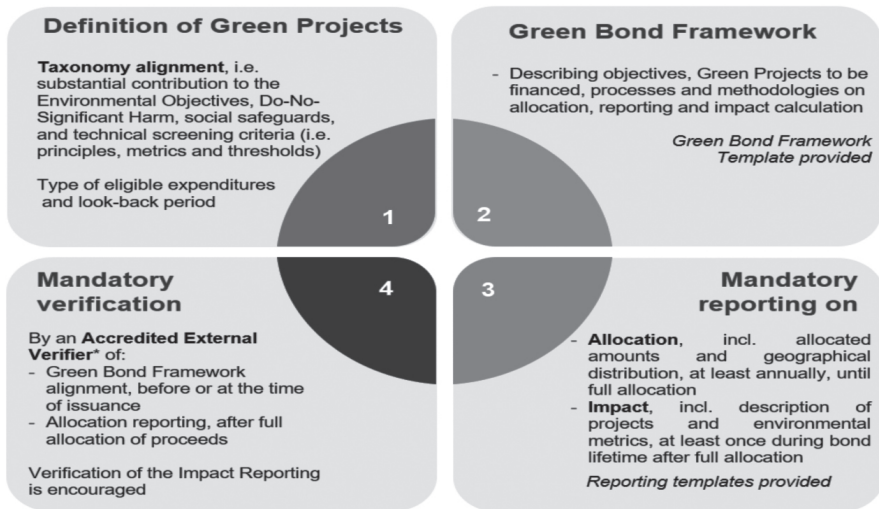 Definition of Green Projects
Taxonomy alignment, i.e.
substantial contribution to the
Environmental Objectives, Do-No-
Significant Harm, social safeguards,
and technical screening criteria (i.e.
principles, metrics and thresholds)
Type of eligible expenditures
and look-back period
1
Green Bond Framework
- Describing objectives, Green Projects to be
financed, processes and methodologies on
allocation, reporting and impact calculation
Green Bond Framework
Template provided
2
Mandatory
verification
By an Accredited External
Verifier* of:
- Green Bond Framework
alignment, before or at the time
of issuance
- Allocation reporting, after full
allocation of proceeds
Verification of the Impact Reporting
is encouraged
4
Mandatory
reporting on
- Allocation, incl. allocated
amounts and geographical
distribution, at least annually, until
full allocation
- Impact, incl. description of
projects and environmental
metrics, at least once during bond
lifetime after full allocation
Reporting templates provided
3